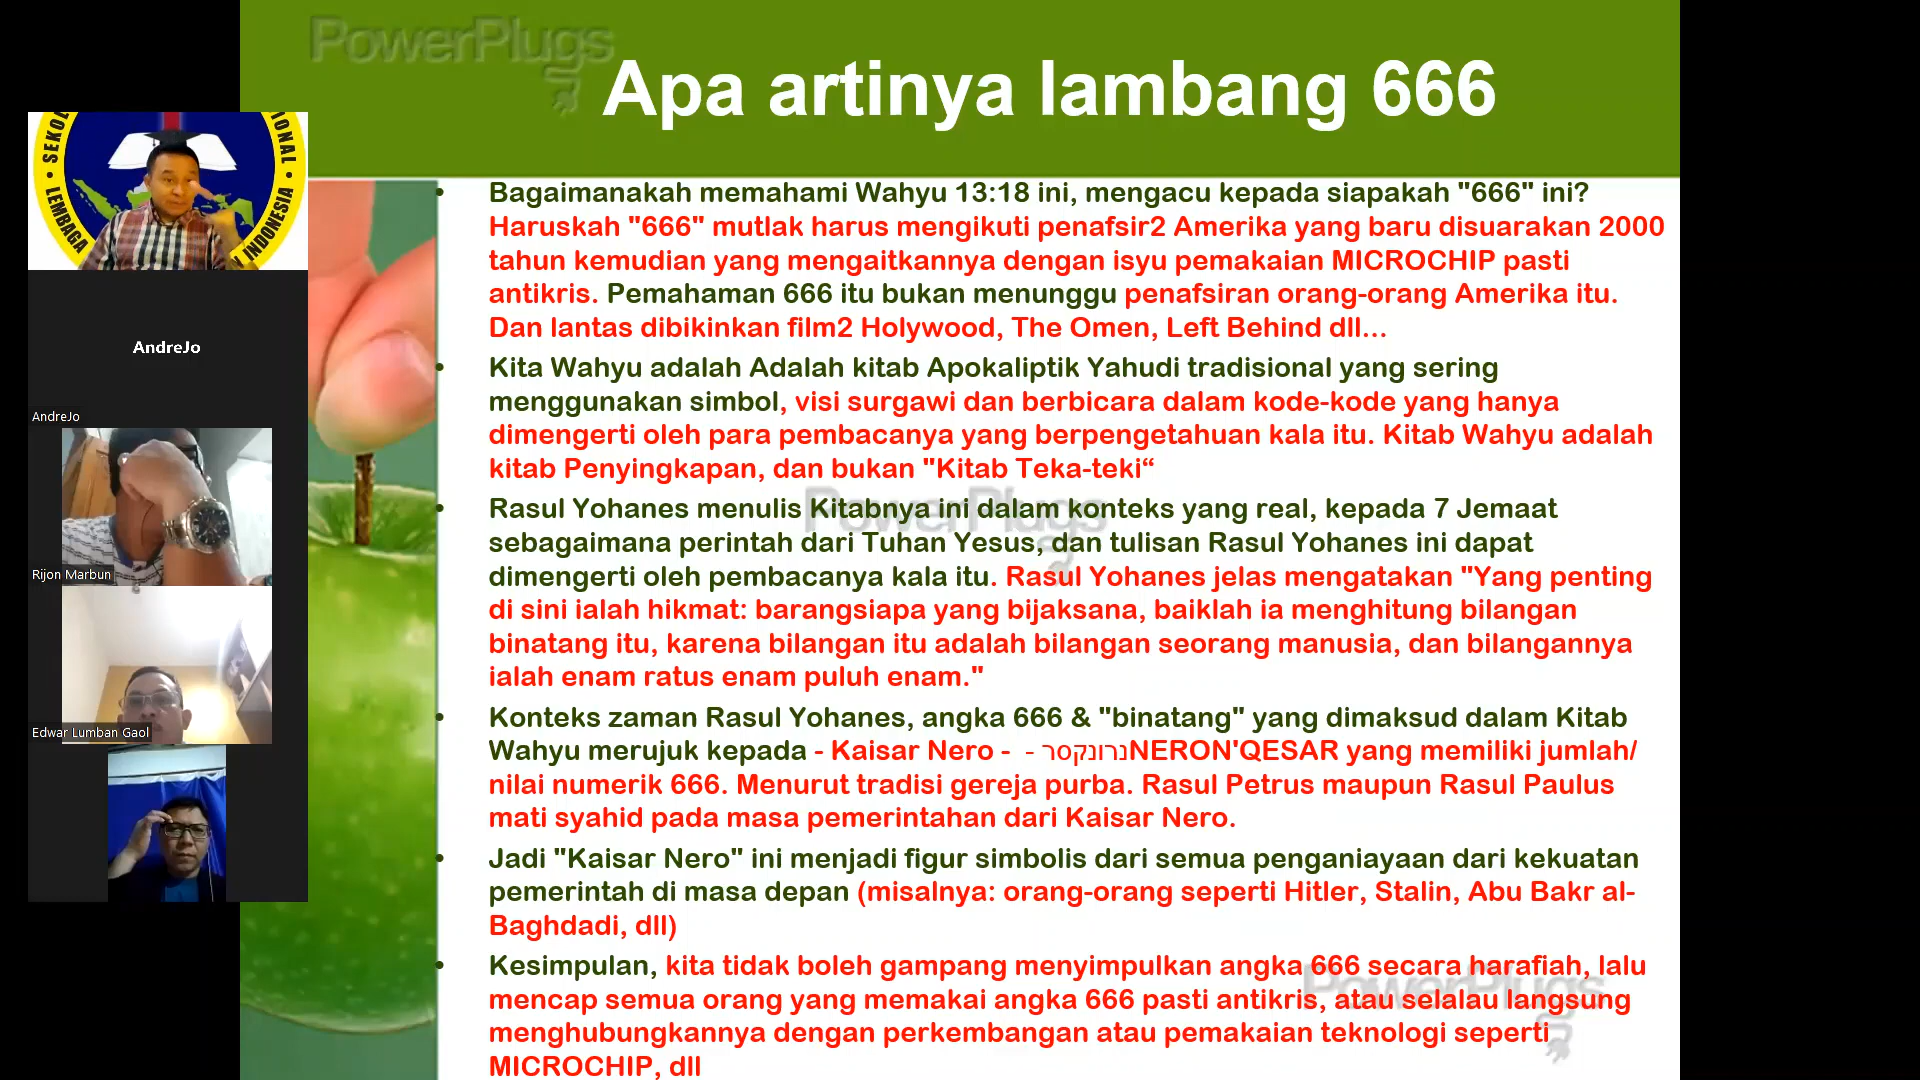 PowerPlugs
Apa artinya lambang 666
SEKOL
IONAL
LEMBAGA
INDONESIA
AndreJo
AndreJo
Rijon Marbun
Edwar Lumban Gaol
• Bagaimanakah memahami Wahyu 13:18 ini, mengacu kepada siapakah "666" ini?
Haruskah "666" mutlak harus mengikuti penafsir2 Amerika yang baru disuarakan 2000
tahun kemudian yang mengaitkannya dengan isyu pemakaian MICROCHIP pasti
antikris. Pemahaman 666 itu bukan menunggu penafsiran orang-orang Amerika itu.
Dan lantas dibikinkan film2 Holywood, The Omen, Left Behind dll...
• Kita Wahyu adalah Adalah kitab Apokaliptik Yahudi tradisional yang sering
menggunakan simbol, visi surgawi dan berbicara dalam kode-kode yang hanya
dimengerti oleh para pembacanya yang berpengetahuan kala itu. Kitab Wahyu adalah
kitab Penyingkapan, dan bukan "Kitab Teka-teki“
PowerPlugs
• Rasul Yohanes menulis Kitabnya ini dalam konteks yang real, kepada 7 Jemaat
sebagaimana perintah dari Tuhan Yesus, dan tulisan Rasul Yohanes ini dapat
dimengerti oleh pembacanya kala itu. Rasul Yohanes jelas mengatakan "Yang penting
di sini ialah hikmat: barangsiapa yang bijaksana, baiklah ia menghitung bilangan
binatang itu, karena bilangan itu adalah bilangan seorang manusia, dan bilangannya
ialah enam ratus enam puluh enam."
• Konteks zaman Rasul Yohanes, angka 666 & "binatang" yang dimaksud dalam Kitab
Wahyu merujuk kepada - Kaisar Nero - - נרונקסר NERON'QESAR yang memiliki jumlah/
nilai numerik 666. Menurut tradisi gereja purba. Rasul Petrus maupun Rasul Paulus
mati syahid pada masa pemerintahan dari Kaisar Nero.
• Jadi "Kaisar Nero" ini menjadi figur simbolis dari semua penganiayaan dari kekuatan
pemerintah di masa depan (misalnya: orang-orang seperti Hitler, Stalin, Abu Bakr al-
Baghdadi, dll)
• Kesimpulan, kita tidak boleh gampang menyimpulkan angka 666 secara harafiah, lalu
mencap semua orang yang memakai angka 666 pasti antikris, atau selalau langsung
menghubungkannya dengan perkembangan atau pemakaian teknologi seperti
MICROCHIP, dll
PowerPlugs